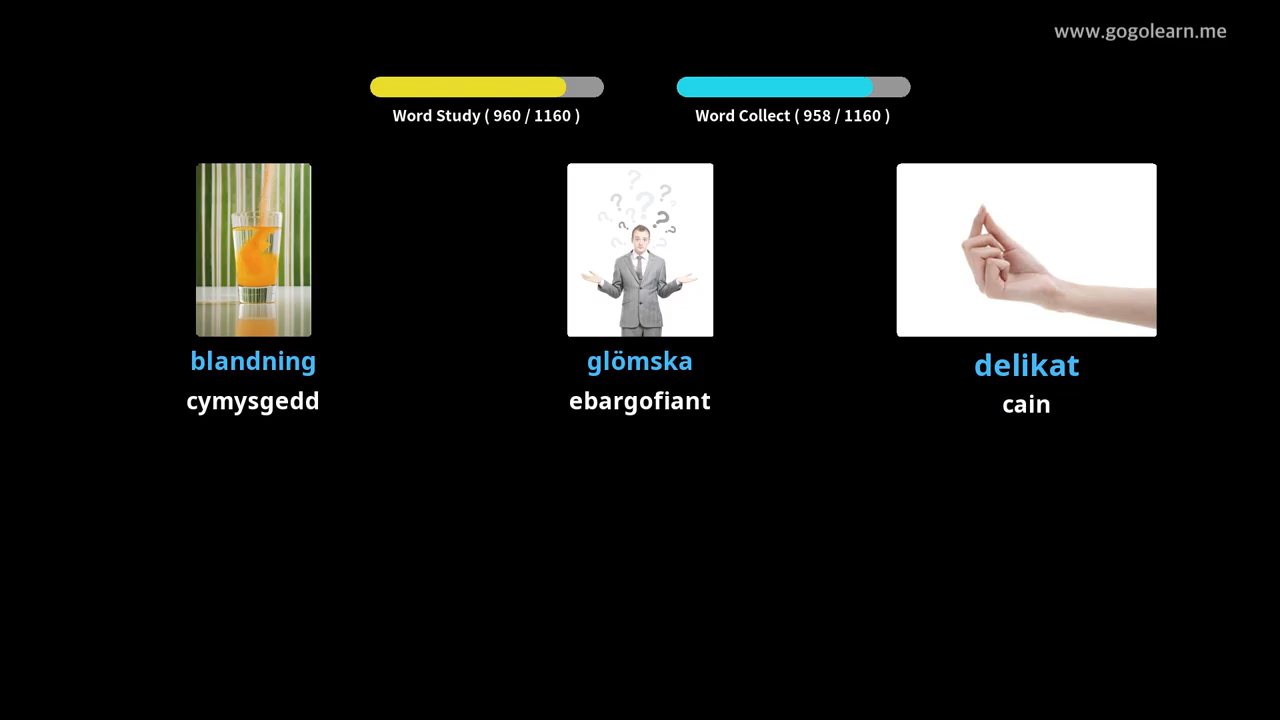 www.gogolearn.me
Word Study ( 960 / 1160 )
Word Collect ( 958 / 1160 )
blandning
cymysgedd
glömska
ebargofiant
delikat
cain